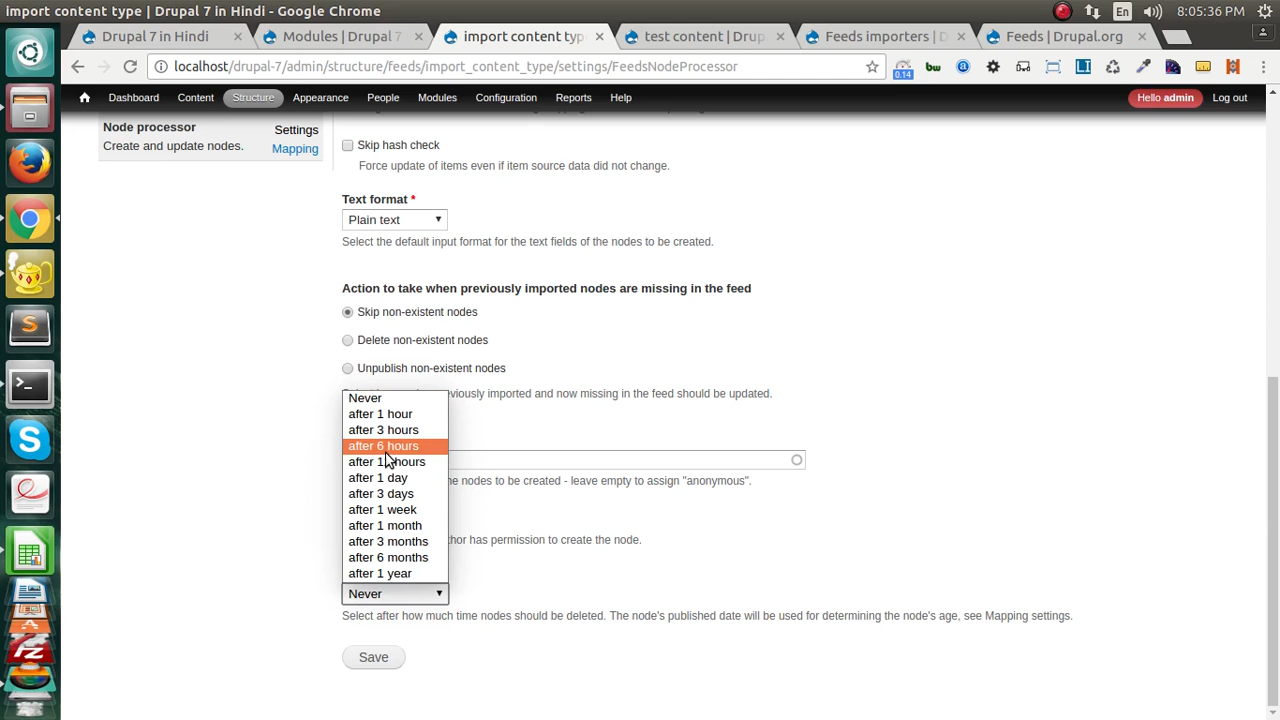 import content type | Drupal 7 in Hindi - Google Chrome
En
8:05:36 PM
Drupal 7 in Hindi
Modules | Drupal 7
import content typ
test content | Drup
Feeds importers | D
Feeds | Drupal.org
localhost/drupal-7/admin/structure/feeds/import_content_type/settings/FeedsNodeProcessor
0.14
Dashboard Content Structure Appearance People Modules Configuration Reports Help
Hello admin Log out
Node processor
Settings
Create and update nodes.
Mapping
Skip hash check
Force update of items even if item source data did not change.
Text format *
Plain text
Select the default input format for the text fields of the nodes to be created.
Action to take when previously imported nodes are missing in the feed
Skip non-existent nodes
Delete non-existent nodes
Unpublish non-existent nodes
eviously imported and now missing in the feed should be updated.
Never
after 1 hour
after 3 hours
after 6 hours
after 1 hours
after 1 day
after 3 days
after 1 week
after 1 month
after 3 months
after 6 months
after 1 year
he nodes to be created - leave empty to assign "anonymous".
thor has permission to create the node.
Never
Select after how much time nodes should be deleted. The node's published date will be used for determining the node's age, see Mapping settings.
Save